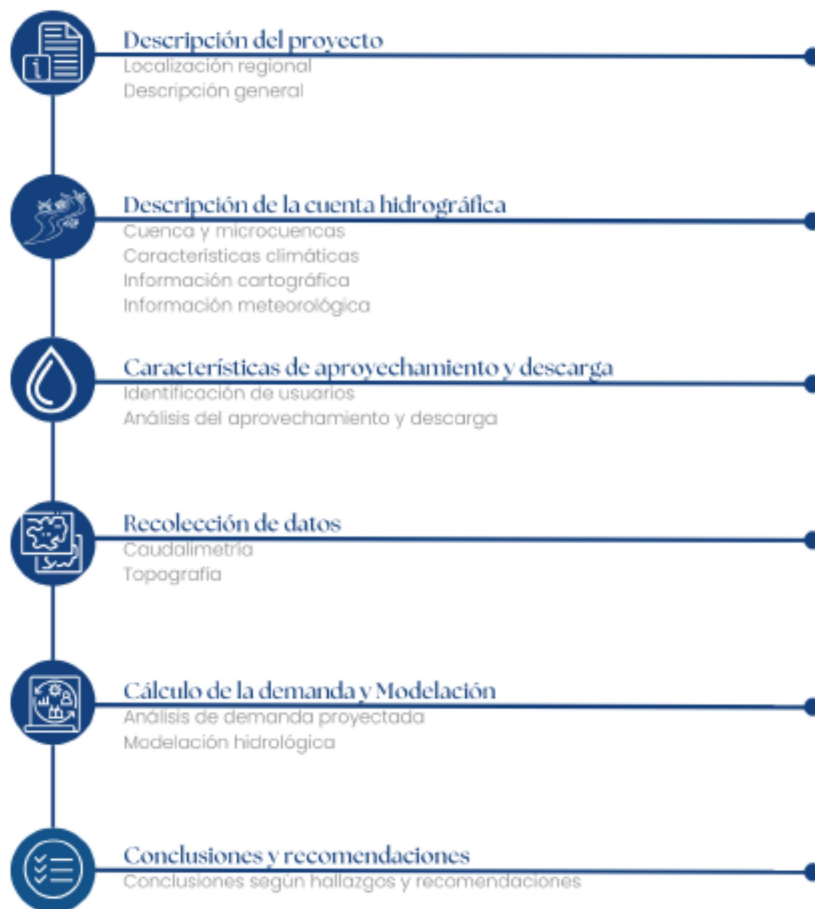 Descripción del proyecto
Localización regional
Descripción general
Descripción de la cuenta hidrográfica
Cuenca y microcuencas
Características climáticas
Información cartográfica
Información meteorológica
Características de aproyechamiento y descarga
Identificación de usuarios
Análisis del aprovechamiento y descarga
Recolección de datos
Caudalimetría
Topografía
Cálculo de la demanda y Modelación
Análisis de demanda proyectada
Modelación hidrológica
Conclusiones y recomendaciones
Conclusiones según hallazgos y recomendaciones